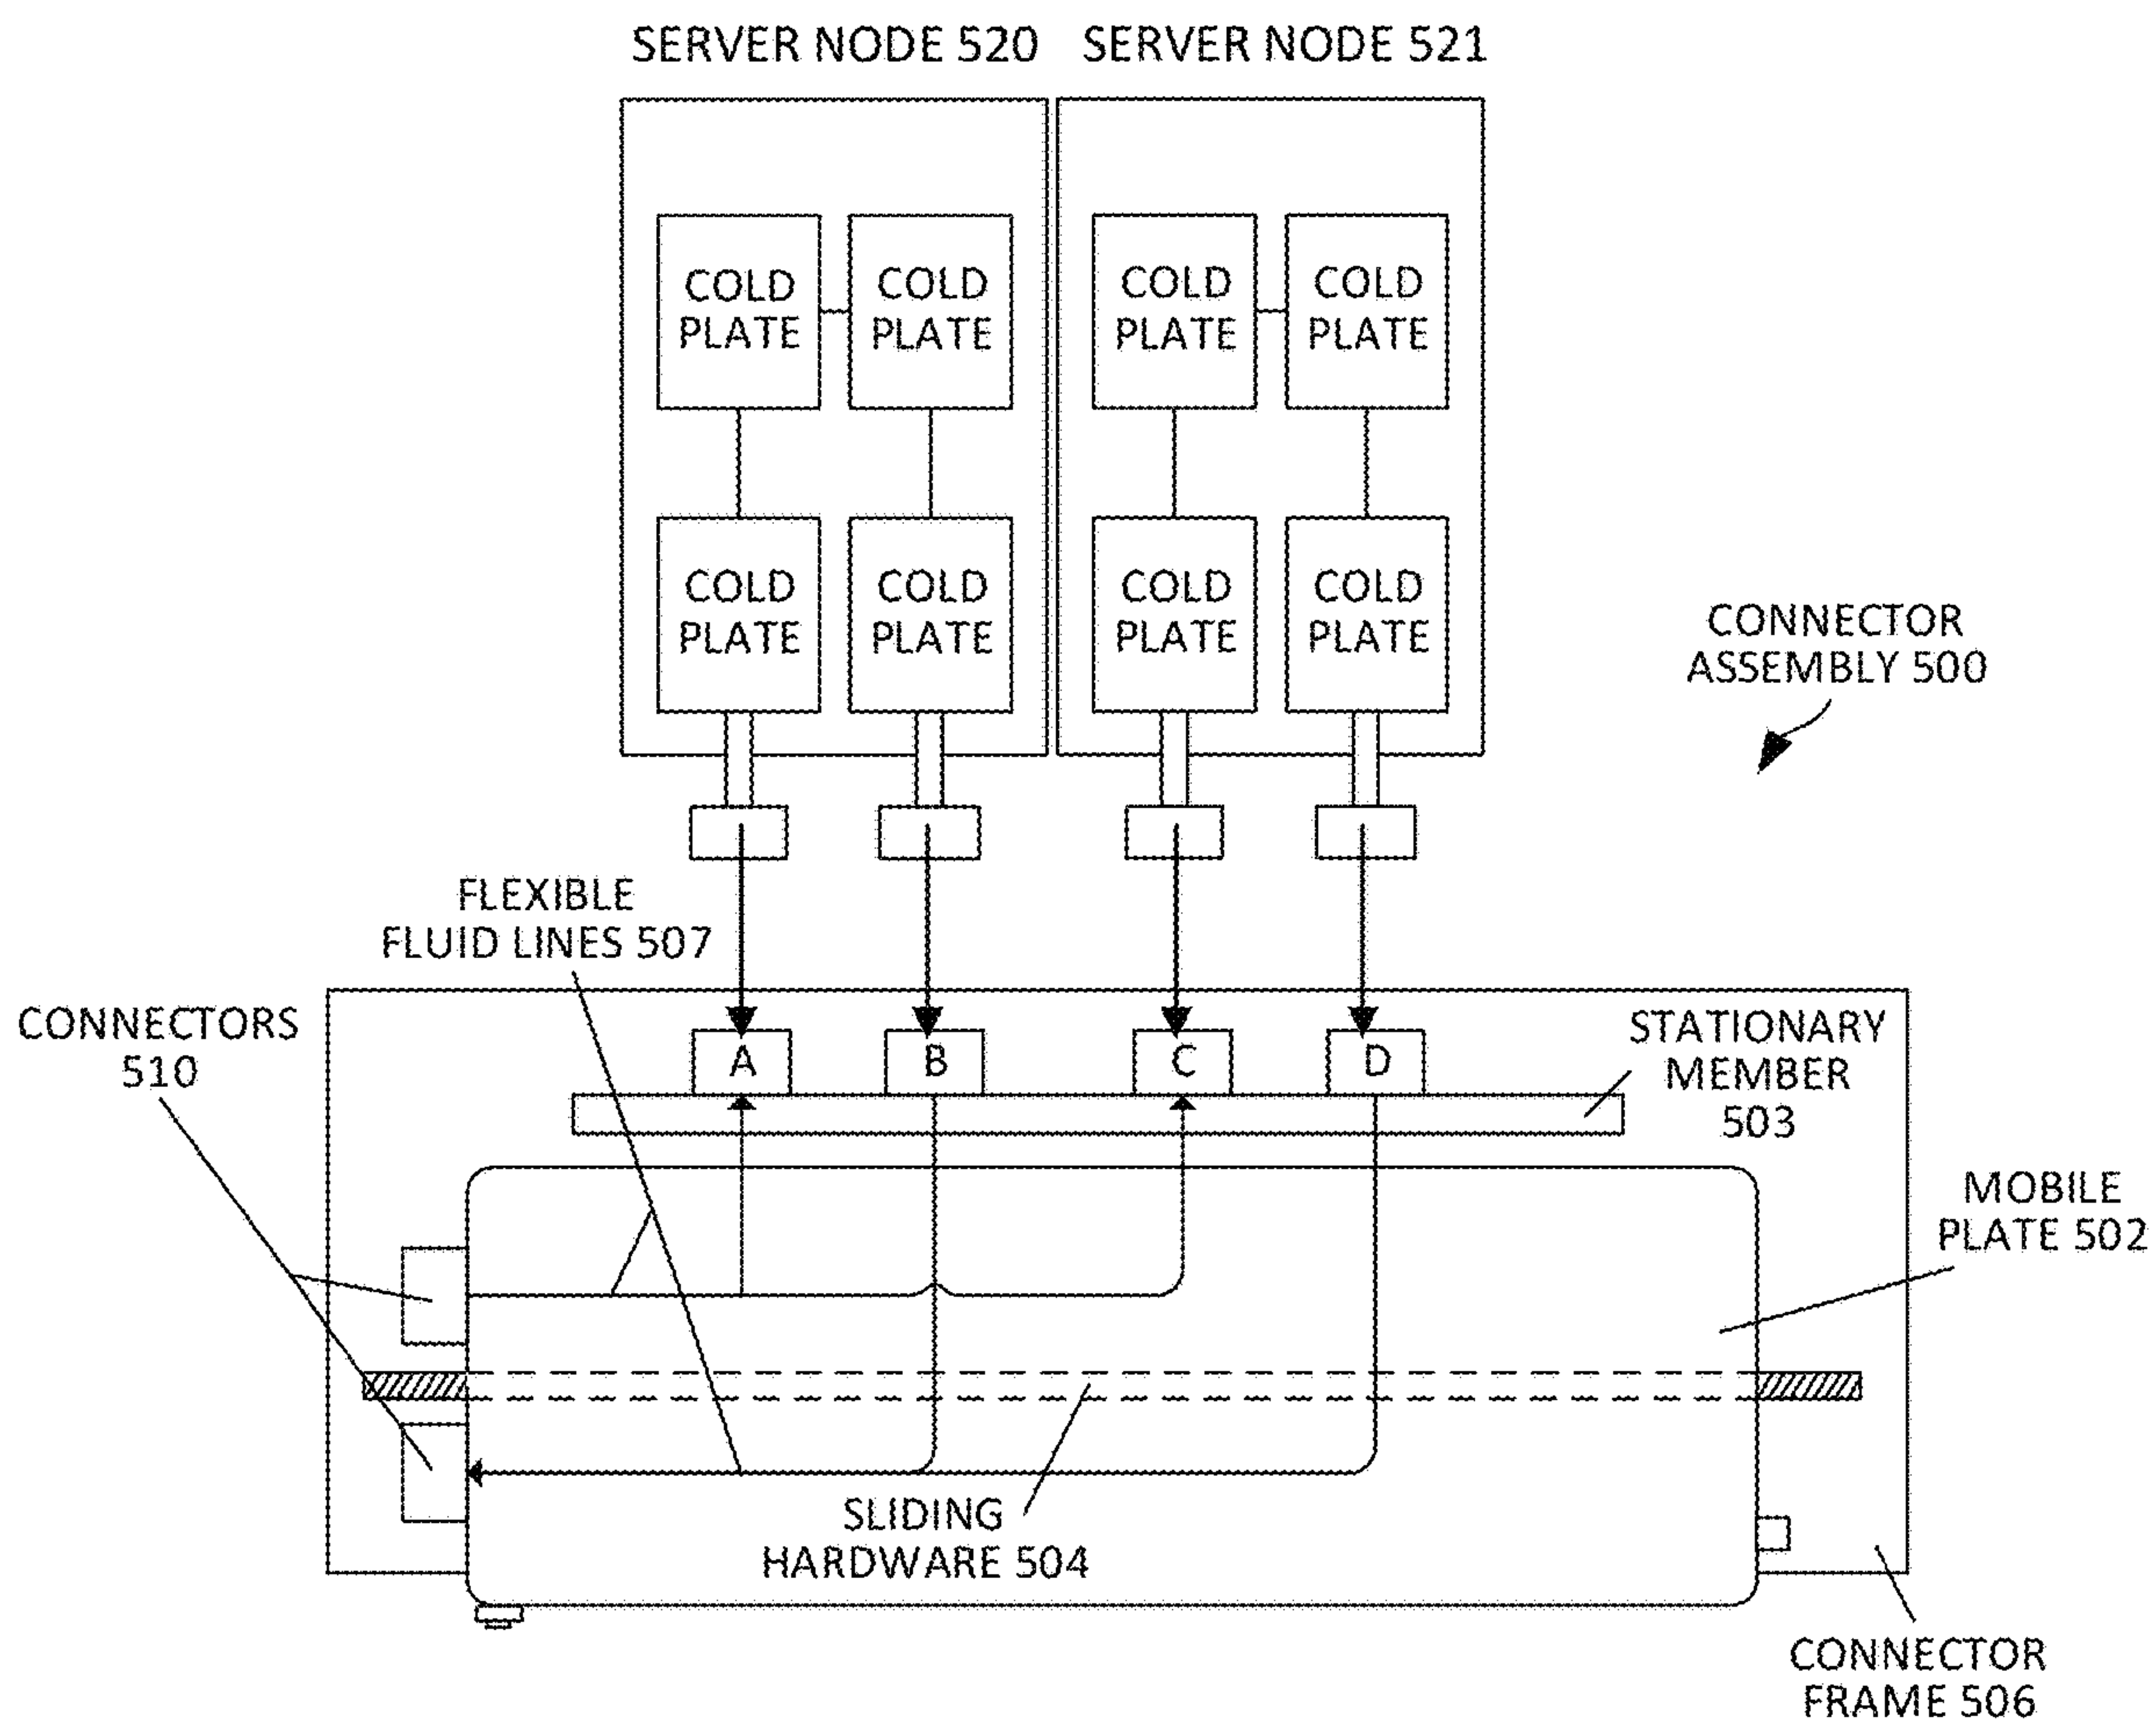 SERVER NODE 520
SERVER NODE 521
COLD
PLATE
COLD
PLATE
COLD
PLATE
COLD
PLATE
COLD
PLATE
COLD
PLATE
COLD
PLATE
COLD
PLATE
CONNECTOR
ASSEMBLY 500
FLEXIBLE
FLUID LINES 507
CONNECTORS
510
A
B
C
D
STATIONARY
MEMBER
503
MOBILE
PLATE 502
SLIDING
HARDWARE 504
CONNECTOR
FRAME 506